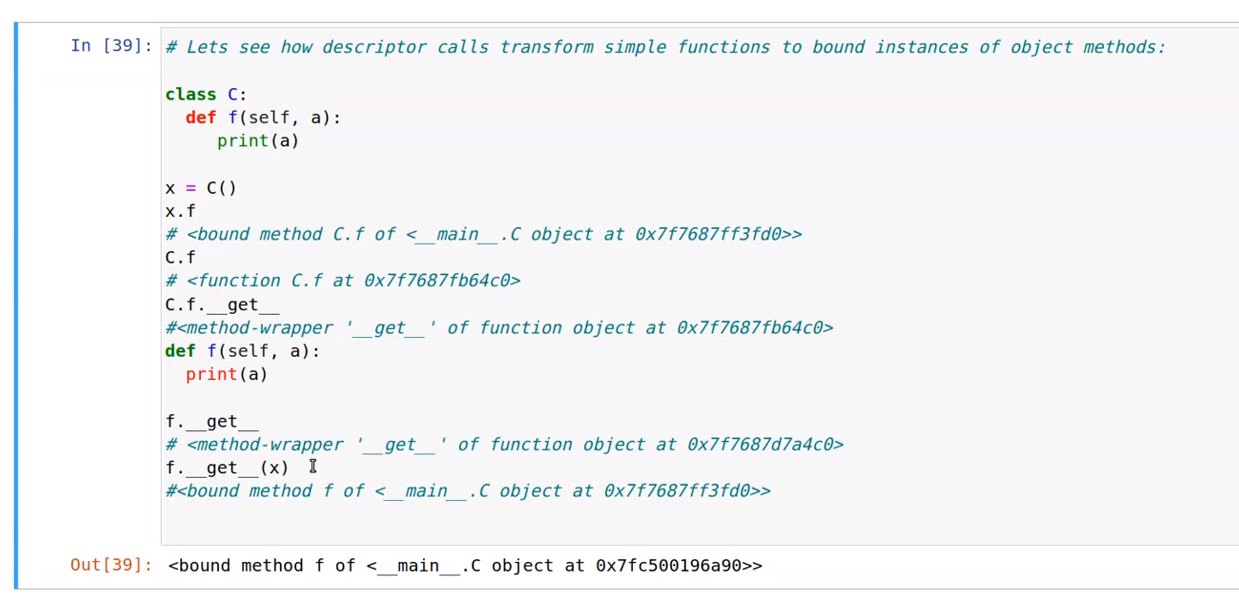 In [39]: # Lets see how descriptor calls transform simple functions to bound instances of object methods:
class C:
  def f(self, a):
     print(a)
x = C()
x.f
# <bound method C.f of <__main__.C object at 0x7f7687ff3fd0>>
C.f
# <function C.f at 0x7f7687fb64c0>
C.f.__get__
#<method-wrapper '__get__' of function object at 0x7f7687fb64c0>
def f(self, a):
  print(a)
f.__get__
# <method-wrapper '__get__' of function object at 0x7f7687d7a4c0>
f.__get__(x)
#<bound method f of <__main__.C object at 0x7f7687ff3fd0>>
Out[39]: <bound method f of <__main__.C object at 0x7fc500196a90>>